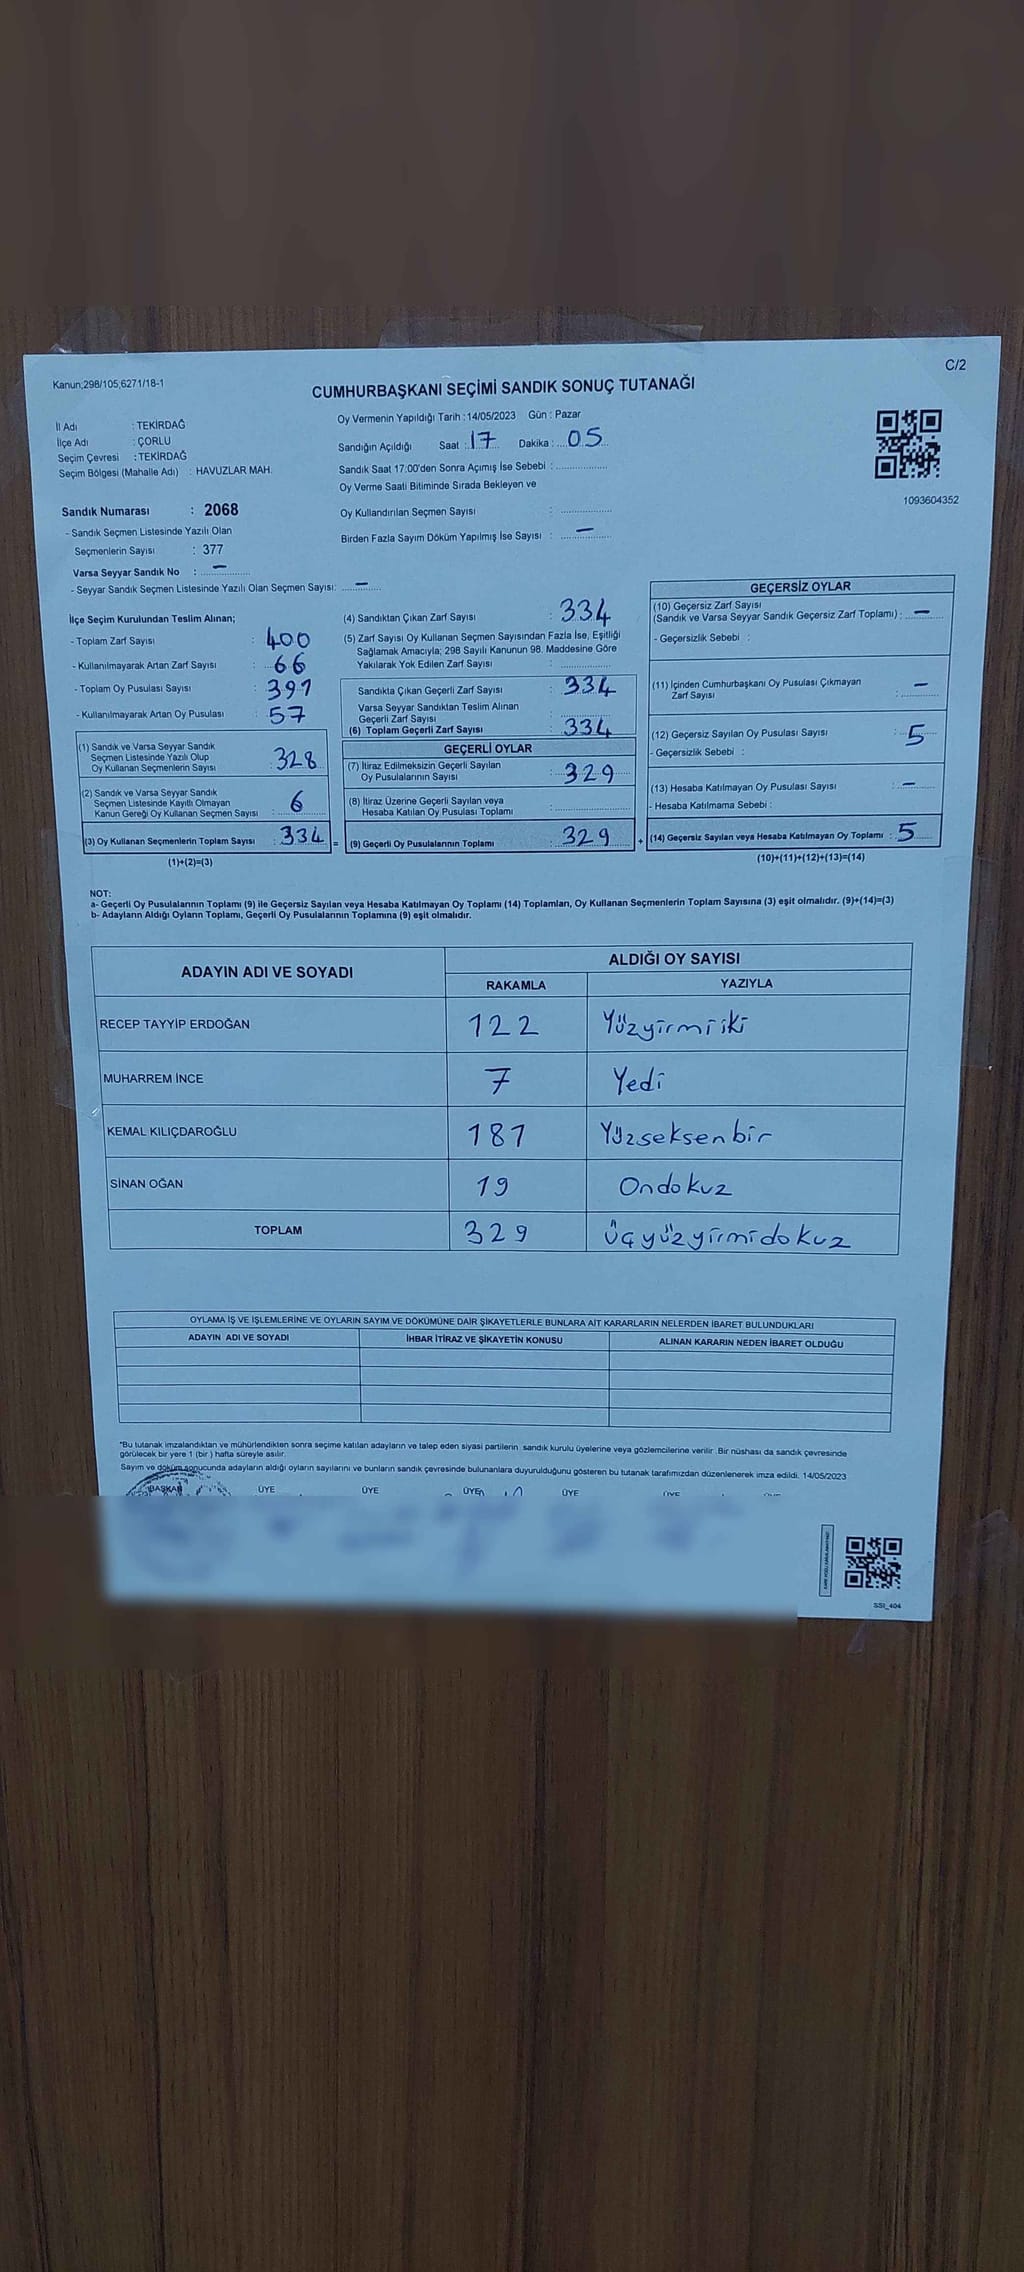 C/2
Kanun;298/105,6271/18-1
CUMHURBAŞKANI SEÇİMİ SANDIK SONUÇ TUTANAĞI
İl Adı : TEKİRDAĞ
İlçe Adı : ÇORLU
Seçim Çevresi : TEKİRDAĞ
Seçim Bölgesi (Mahalle Adı) : HAVUZLAR MAH.
Sandık Numarası : 2068
- Sandık Seçmen Listesinde Yazılı Olan
Seçmenlerin Sayısı : 377
Varsa Seyyar Sandık No : —
- Seyyar Sandık Seçmen Listesinde Yazılı Olan Seçmen Sayısı: —
Oy Vermenin Yapıldığı Tarih : 14/05/2023 Gün : Pazar
Sandığın Açıldığı Saat : 17 Dakika : 05
Sandık Saat 17:00'den Sonra Açımış İse Sebebi :
Oy Verme Saati Bitiminde Sırada Bekleyen ve
Oy Kullandırılan Seçmen Sayısı :
Birden Fazla Sayım Döküm Yapılmış İse Sayısı : —
1093604352
İlçe Seçim Kurulundan Teslim Alınan;
- Toplam Zarf Sayısı : 400
- Kullanılmayarak Artan Zarf Sayısı : 66
- Toplam Oy Pusulası Sayısı : 391
- Kullanılmayarak Artan Oy Pusulası : 57
(1) Sandık ve Varsa Seyyar Sandık
Seçmen Listesinde Yazılı Olup
Oy Kullanan Seçmenlerin Sayısı : 328
(2) Sandık ve Varsa Seyyar Sandık
Seçmen Listesinde Kayıtlı Olmayan
Kanun Gereği Oy Kullanan Seçmen Sayısı : 6
(3) Oy Kullanan Seçmenlerin Toplam Sayısı : 334
(1)+(2)=(3)
(4) Sandıktan Çıkan Zarf Sayısı : 334
(5) Zarf Sayısı Oy Kullanan Seçmen Sayısından Fazla İse, Eşitliği
Sağlamak Amacıyla; 298 Sayılı Kanunun 98. Maddesine Göre
Yakılarak Yok Edilen Zarf Sayısı :
Sandıkta Çıkan Geçerli Zarf Sayısı : 334
Varsa Seyyar Sandıktan Teslim Alınan
Geçerli Zarf Sayısı :
(6) Toplam Geçerli Zarf Sayısı : 334
GEÇERLİ OYLAR
(7) İtiraz Edilmeksizin Geçerli Sayılan
Oy Pusulalarının Sayısı : 329
(8) İtiraz Üzerine Geçerli Sayılan veya
Hesaba Katılan Oy Pusulası Toplamı :
= (9) Geçerli Oy Pusulalarının Toplamı : 329 +
GEÇERSİZ OYLAR
(10) Geçersiz Zarf Sayısı
(Sandık ve Varsa Seyyar Sandık Geçersiz Zarf Toplamı) : —
- Geçersizlik Sebebi :
(11) İçinden Cumhurbaşkanı Oy Pusulası Çıkmayan
Zarf Sayısı : —
(12) Geçersiz Sayılan Oy Pusulası Sayısı : 5
- Geçersizlik Sebebi :
(13) Hesaba Katılmayan Oy Pusulası Sayısı : —
- Hesaba Katılmama Sebebi :
(14) Geçersiz Sayılan veya Hesaba Katılmayan Oy Toplamı : 5
(10)+(11)+(12)+(13)=(14)
NOT:
a- Geçerli Oy Pusulalarının Toplamı (9) ile Geçersiz Sayılan veya Hesaba Katılmayan Oy Toplamı (14) Toplamları, Oy Kullanan Seçmenlerin Toplam Sayısına (3) eşit olmalıdır. (9)+(14)=(3)
b- Adayların Aldığı Oyların Toplamı, Geçerli Oy Pusulalarının Toplamına (9) eşit olmalıdır.
ADAYIN ADI VE SOYADI ALDIĞI OY SAYISI
RAKAMLA YAZIYLA
RECEP TAYYİP ERDOĞAN 122 Yüzyirmiiki
MUHARREM İNCE 7 Yedi
KEMAL KILIÇDAROĞLU 181 Yüzseksenbir
SİNAN OĞAN 19 Ondokuz
TOPLAM 329 Üçyüzyirmidokuz
OYLAMA İŞ VE İŞLEMLERİNE VE OYLARIN SAYIM VE DÖKÜMÜNE DAİR ŞİKAYETLERLE BUNLARA AİT KARARLARIN NELERDEN İBARET BULUNDUKLARI
ADAYIN ADI VE SOYADI İHBAR İTİRAZ VE ŞİKAYETİN KONUSU ALINAN KARARIN NEDEN İBARET OLDUĞU
*Bu tutanak imzalandıktan ve mühürlendikten sonra seçime katılan adayların ve talep eden siyasi partilerin sandık kurulu üyelerine veya gözlemcilerine verilir .Bir nüshası da sandık çevresinde
görülecek bir yere 1 (bir ) hafta süreyle asılır.
Sayım ve döküm sonucunda adayların aldığı oyların sayılarını ve bunların sandık çevresinde bulunanlara duyurulduğunu gösteren bu tutanak tarafımızdan düzenlenerek imza edildi. 14/05/2023
BAŞKAN ÜYE ÜYE ÜYE ÜYE ÜYE
SSI_404